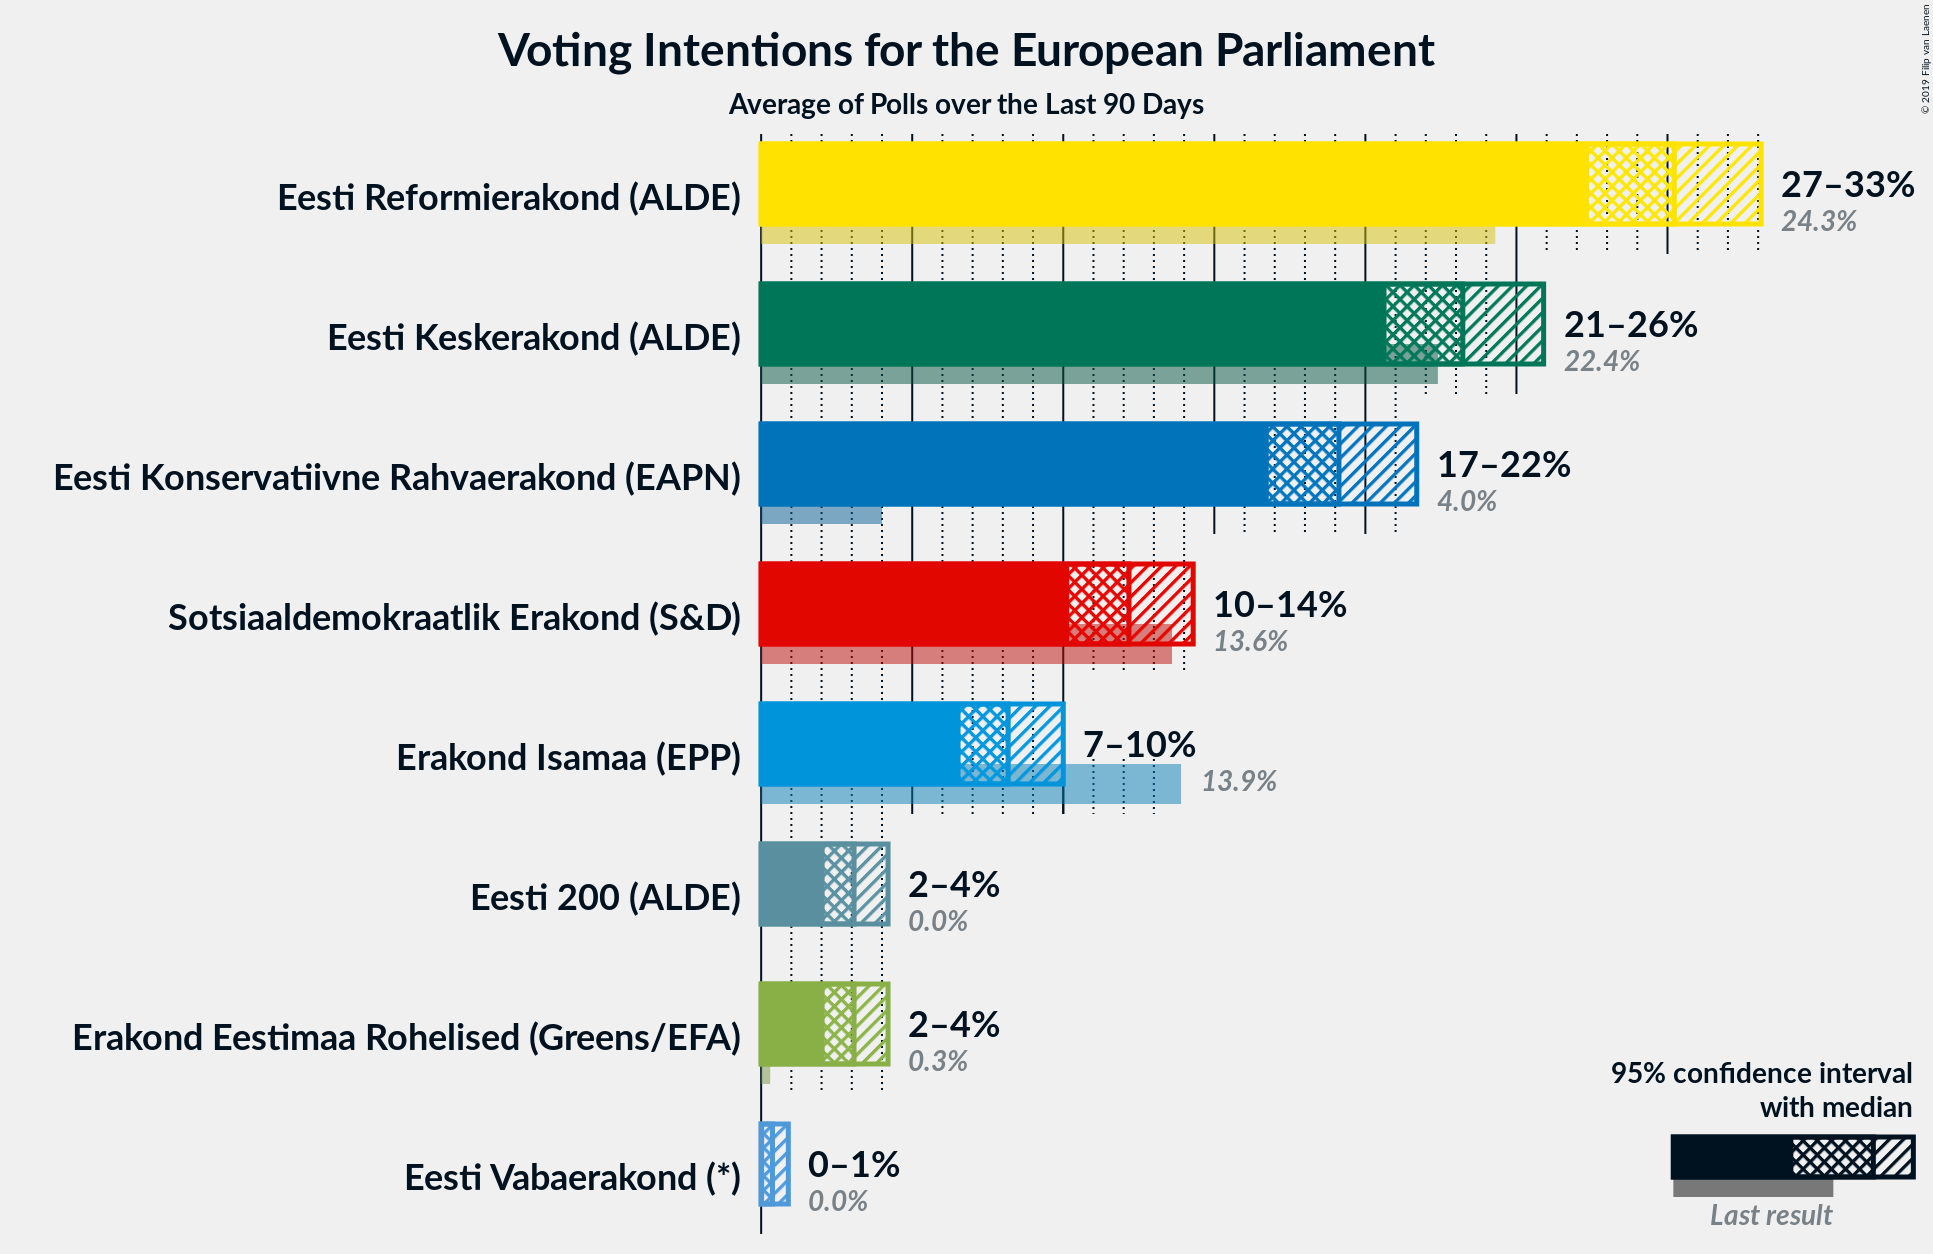 Voting Intentions for the European Parliament
Average of Polls over the Last 90 Days
© 2019 Filip van Laenen
Eesti Reformierakond (ALDE)
27–33%
24.3%
Eesti Keskerakond (ALDE)
21–26%
22.4%
Eesti Konservatiivne Rahvaerakond (EAPN)
17–22%
4.0%
Sotsiaaldemokraatlik Erakond (S&D)
10–14%
13.6%
Erakond Isamaa (EPP)
7–10%
13.9%
Eesti 200 (ALDE)
2–4%
0.0%
Erakond Eestimaa Rohelised (Greens/EFA)
2–4%
0.3%
Eesti Vabaerakond (*)
0–1%
0.0%
95% confidence interval
with median
Last result